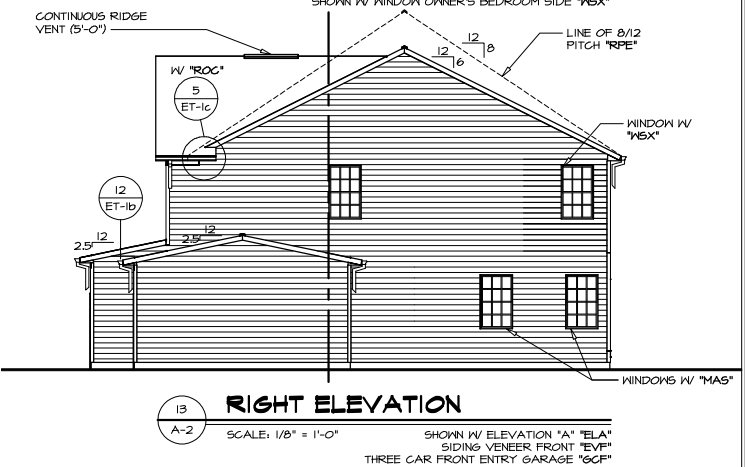 SHOWN W/ WINDOW OWNER'S BEDROOM SIDE "WSX"
CONTINUOUS RIDGE
VENT (5'-0")
12
8
12
6
LINE OF 8/12
PITCH "RPE"
W/ "ROC"
5
ET-1c
WINDOW W/
"WSX"
12
ET-1b
12
2.5
12
2.5
WINDOWS W/ "MAS"
13
A-2
RIGHT ELEVATION
SCALE: 1/8" = 1'-0"
SHOWN W/ ELEVATION "A" "ELA"
SIDING VENEER FRONT "EVF"
THREE CAR FRONT ENTRY GARAGE "GCF"